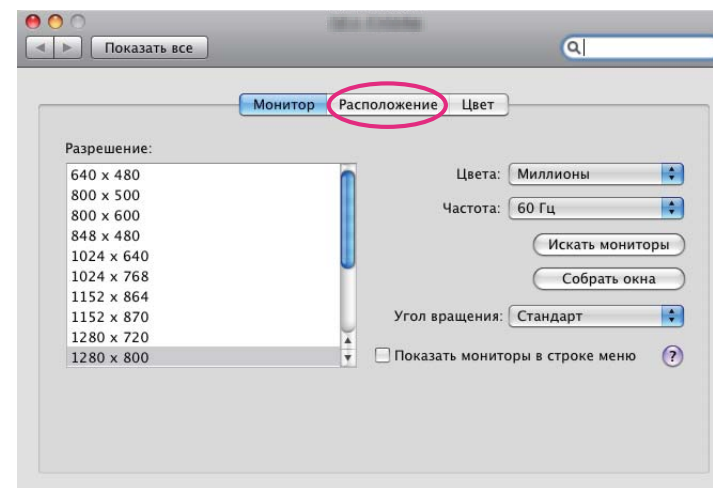 Показать все
Монитор Расположение Цвет
Разрешение:
640 x 480
800 x 500
800 x 600
848 x 480
1024 x 640
1024 x 768
1152 x 864
1152 x 870
1280 x 720
1280 x 800
Цвета: Миллионы
Частота: 60 Гц
Искать мониторы
Собрать окна
Угол вращения: Стандарт
Показать мониторы в строке меню ?